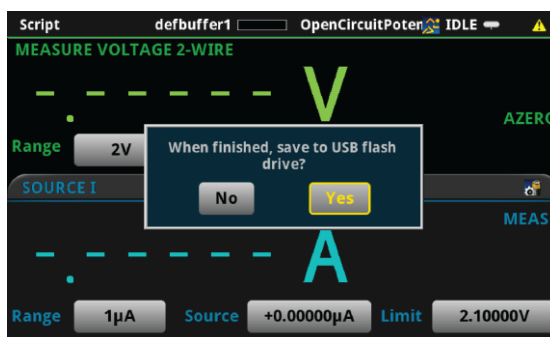 Script defbuffer1 OpenCircuitPoten IDLE
MEASURE VOLTAGE 2-WIRE
V
AZERO
Range 2V
When finished, save to USB flash
drive?
No Yes
SOURCE I
MEAS
A
Range 1µA Source +0.00000µA Limit 2.10000V